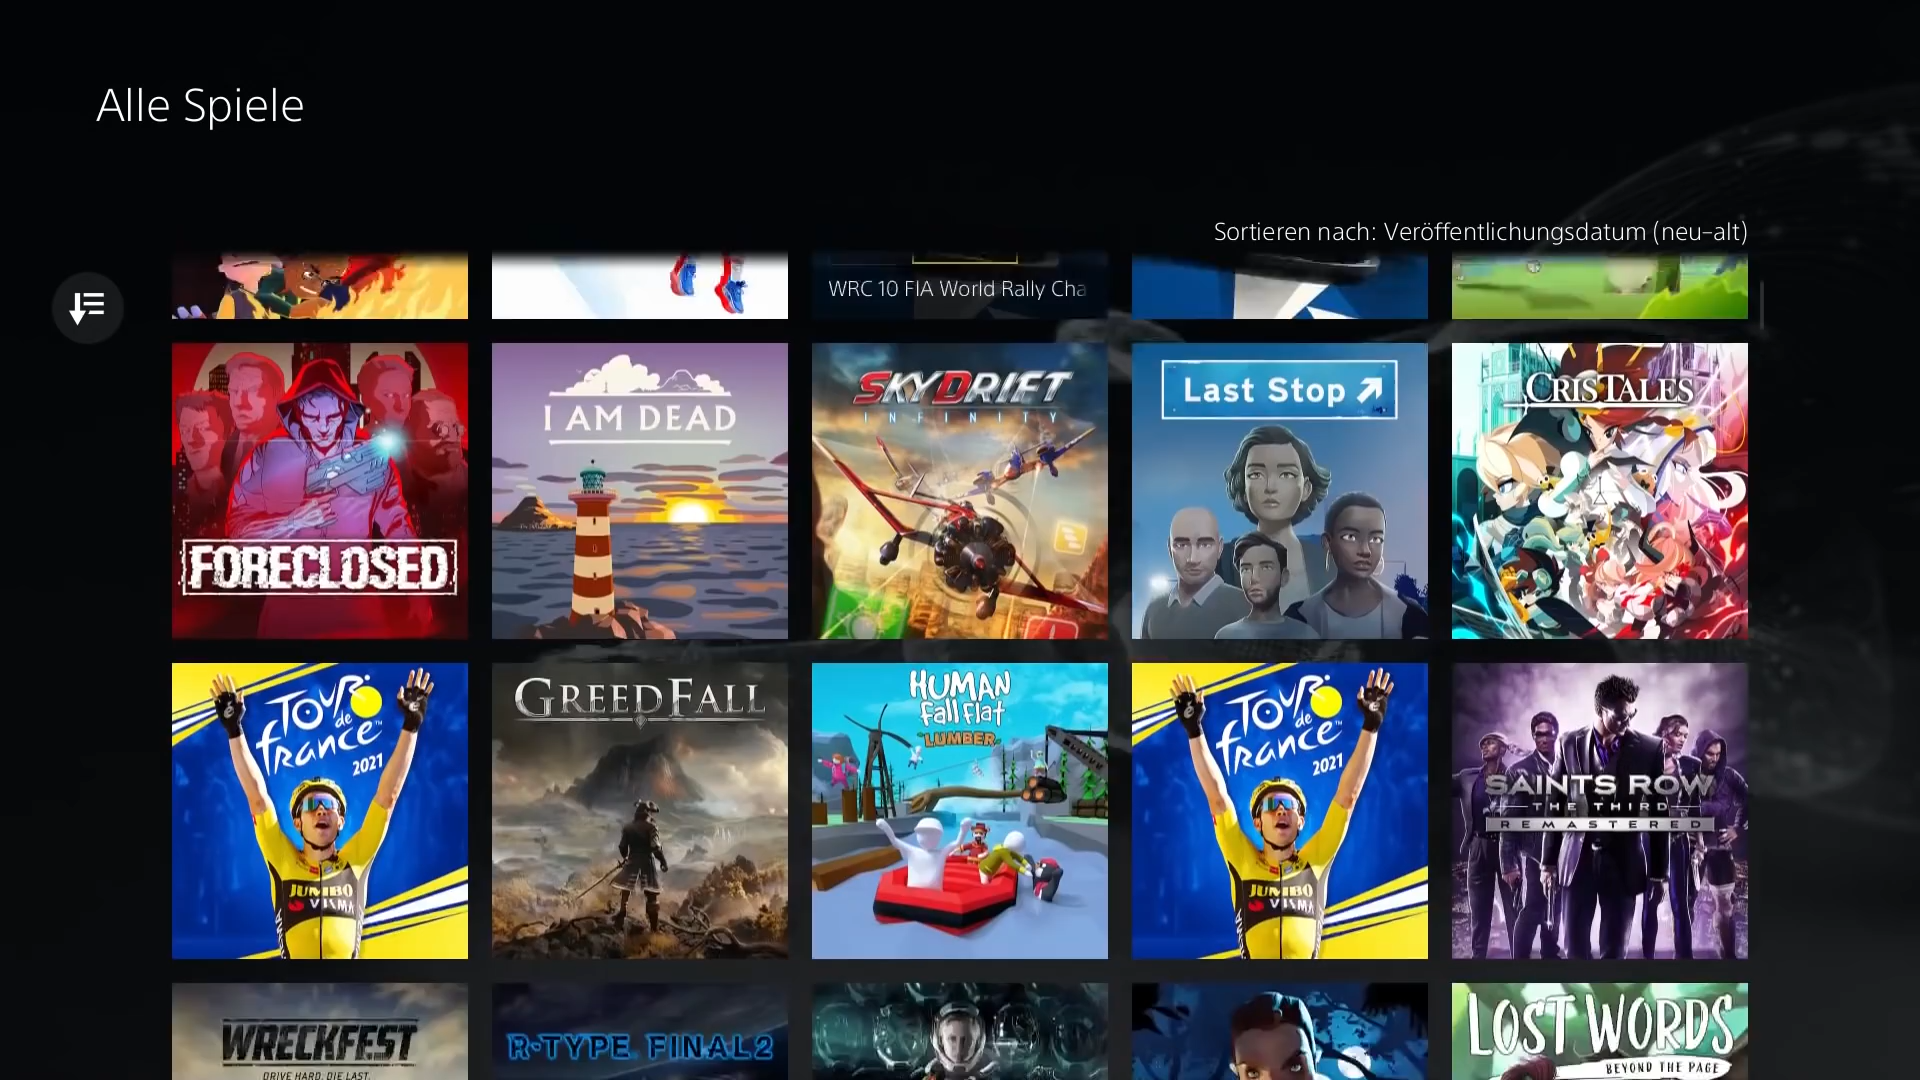 Alle Spiele
Sortieren nach: Veröffentlichungsdatum (neu–alt)
WRC 10 FIA World Rally Cha
FORECLOSED
I AM DEAD
SKYDRIFT
INFINITY
Last Stop
CRIS TALES
TOUR
de
france
2021
JUMBO
VISMA
GREEDFALL
HUMAN
fall flat
LUMBER
TOUR
de
france
2021
JUMBO
VISMA
SAINTS ROW
THE THIRD
REMASTERED
WRECKFEST
DRIVE HARD. DIE LAST.
R-TYPE FINAL 2
LOST WORDS
BEYOND THE PAGE